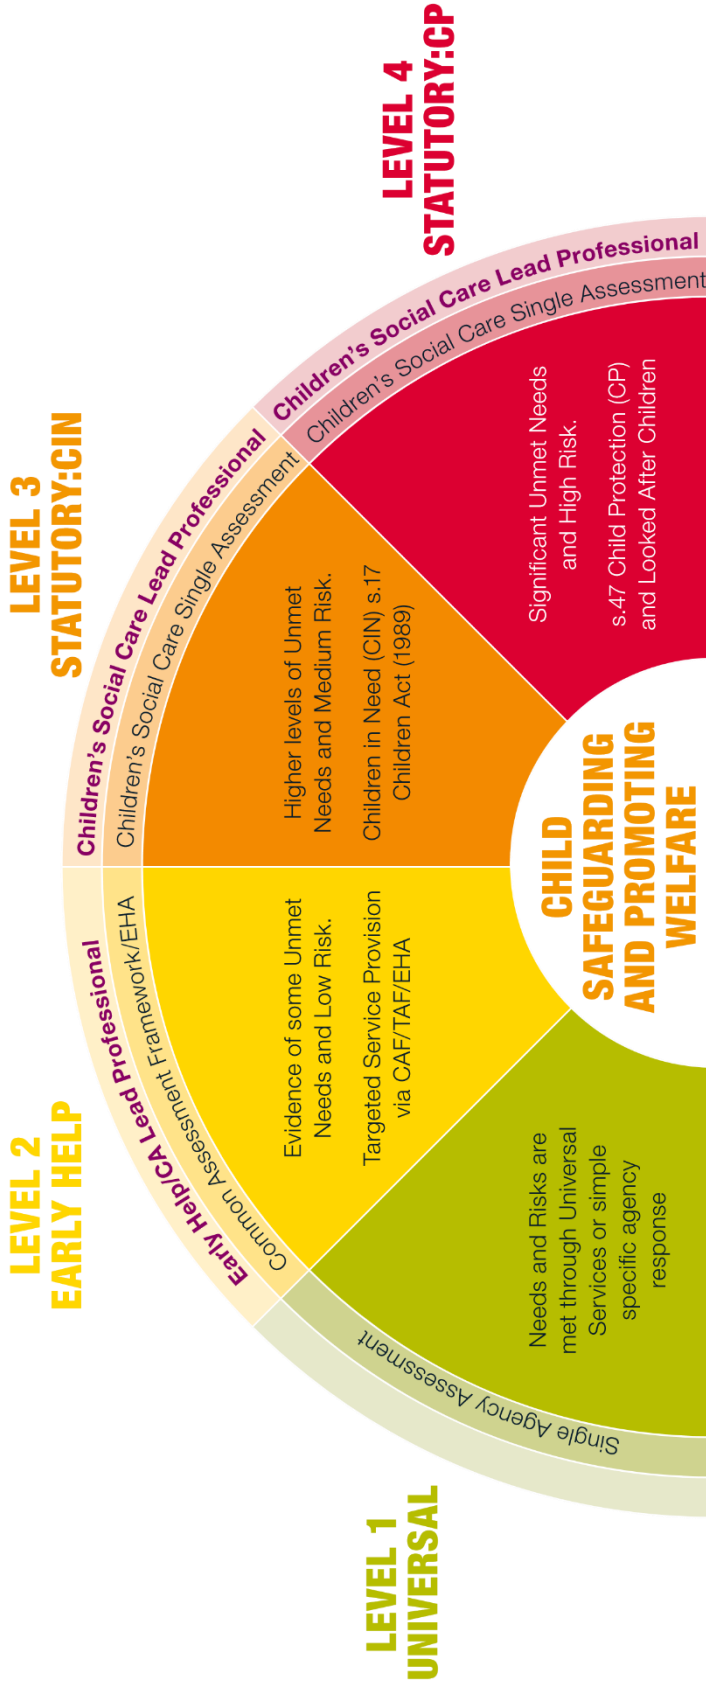 LEVEL 1
UNIVERSAL
Single Agency Assessment
Needs and Risks are
met through Universal
Services or simple
specific agency
response
LEVEL 2
EARLY HELP
Early Help/CA Lead Professional
Common Assessment Framework/EHA
Evidence of some Unmet
Needs and Low Risk.
Targeted Service Provision
via CAF/TAF/EHA
LEVEL 3
STATUTORY:CIN
Children's Social Care Lead Professional
Children's Social Care Single Assessment
Higher levels of Unmet
Needs and Medium Risk.
Children in Need (CIN) s.17
Children Act (1989)
LEVEL 4
STATUTORY:CP
Children's Social Care Lead Professional
Children's Social Care Single Assessment
Significant Unmet Needs
and High Risk.
s.47 Child Protection (CP)
and Looked After Children
CHILD
SAFEGUARDING
AND PROMOTING
WELFARE